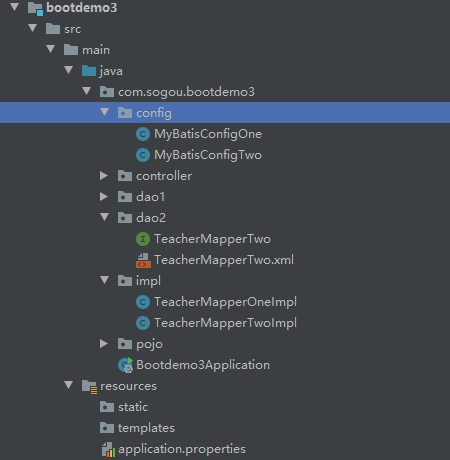 bootdemo3
src
main
java
com.sogou.bootdemo3
config
MyBatisConfigOne
MyBatisConfigTwo
controller
dao1
dao2
TeacherMapperTwo
TeacherMapperTwo.xml
impl
TeacherMapperOneImpl
TeacherMapperTwoImpl
pojo
Bootdemo3Application
resources
static
templates
application.properties